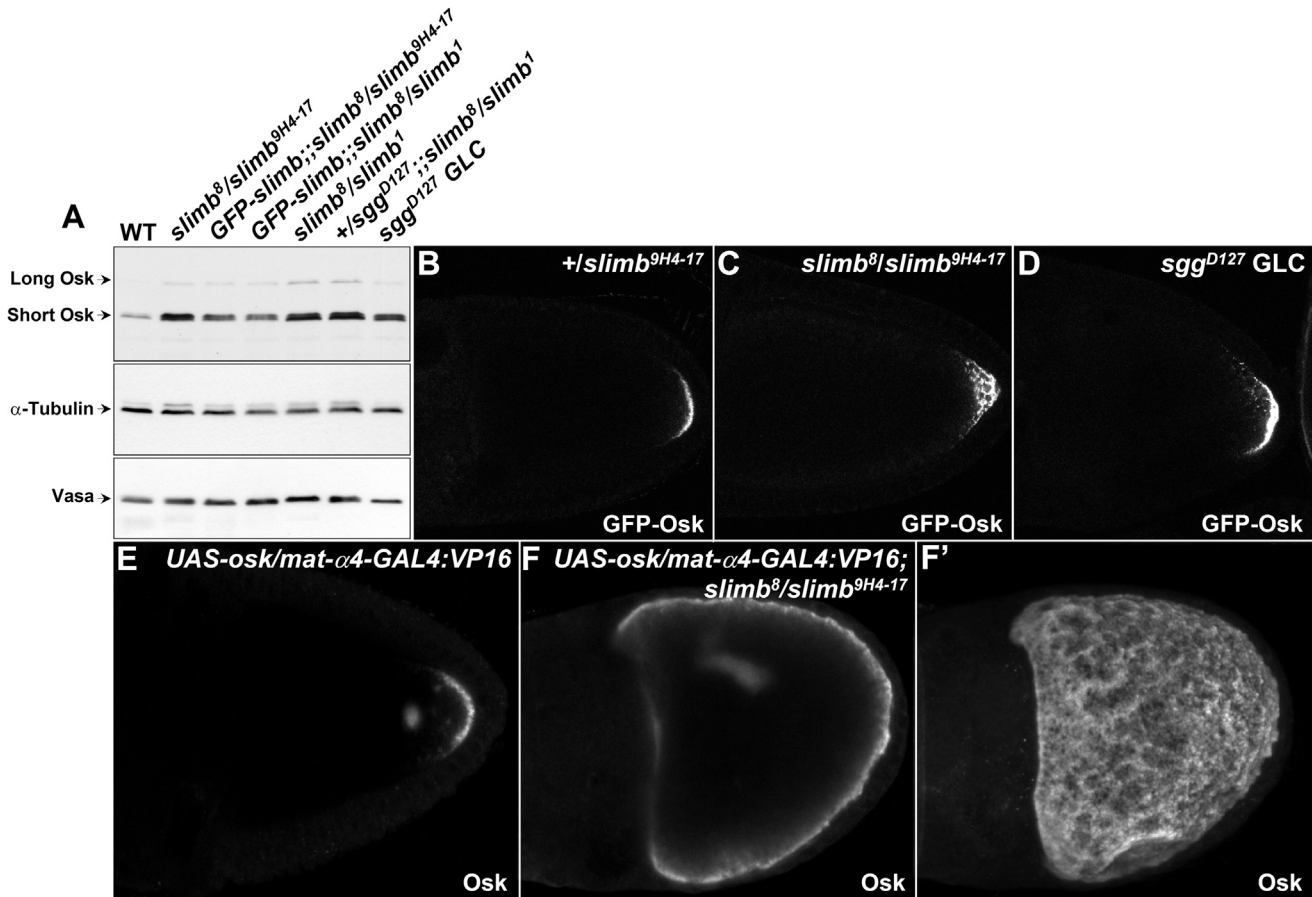 A
WT
slimb8/slimb9H4-17
GFP-slimb;;slimb8/slimb9H4-17
GFP-slimb;;slimb8/slimb1
slimb8/slimb1
+/sggD127;;slimb8/slimb1
sggD127 GLC
Long Osk
Short Osk
α-Tubulin
Vasa
B
+/slimb9H4-17
GFP-Osk
C
slimb8/slimb9H4-17
GFP-Osk
D
sggD127 GLC
GFP-Osk
E
UAS-osk/mat-α4-GAL4:VP16
Osk
F
UAS-osk/mat-α4-GAL4:VP16;
slimb8/slimb9H4-17
Osk
F'
Osk